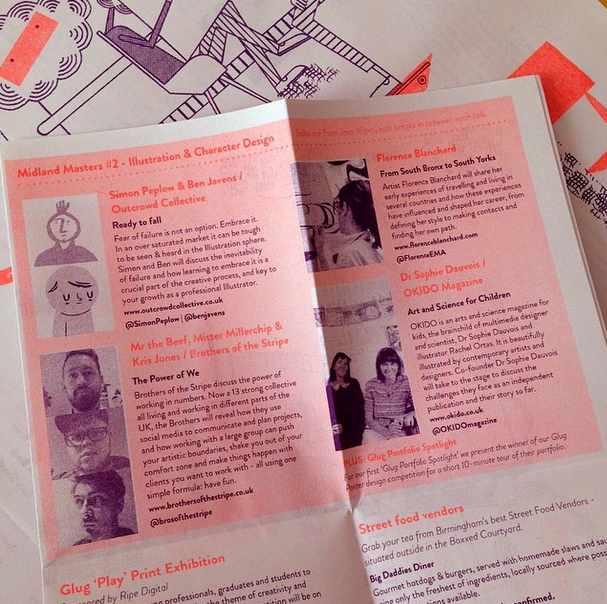 Midland Masters #2 - Illustration & Character Design
Simon Peplow & Ben Javens /
Outcrowd Collective
Ready to fall
Fear of failure is not an option. Embrace it.
In an over saturated market it can be tough
to be seen & heard in the Illustration sphere.
Simon and Ben will discuss the inevitability
of failure and how learning to embrace it is a
crucial part of the creative process, and key to
your growth as a professional Illustrator.
www.outcrowdcollective.co.uk
@SimonPeplow | @benjavens
Mr the Beef, Mister Millerchip &
Kris Jones / Brothers of the Stripe
The Power of We
Brothers of the Stripe discuss the power of
working in numbers. Now a 13 strong collective
all living and working in different parts of the
UK, the Brothers will reveal how they use
social media to communicate and plan projects,
and how working with a large group can push
your artistic boundaries, shake you out of your
comfort zone and make things happen with
clients you want to work with - all using one
simple formula: have fun.
www.brothersofthestripe.co.uk
@brosofthestripe
Talks are from 7pm-10pm, with breaks in between each talk
Florence Blanchard
From South Bronx to South Yorks
Artist Florence Blanchard will share her
early experiences of travelling and living in
several countries and how these experiences
have influenced and shaped her career, from
defining her style to making contacts and
finding her own path.
www.florenceblanchard.com
@FlorenceEMA
Dr Sophie Dauvois /
OKIDO Magazine
Art and Science for Children
OKIDO is an arts and science magazine for
kids, the brainchild of multimedia designer
and scientist, Dr Sophie Dauvois and
illustrator Rachel Ortas. It is beautifully
illustrated by contemporary artists and
designers. Co-founder Dr Sophie Dauvois
will take to the stage to discuss the
challenges they face as an independent
publication and their story so far.
www.okido.co.uk
@OKIDOmagazine
PLUS: Glug Portfolio Spotlight
For our first 'Glug Portfolio Spotlight' we present the winner of our Glug
Poster design competition for a short 10-minute tour of their portfolio.
Glug 'Play' Print Exhibition
Sponsored by Ripe Digital
professionals, graduates and students to
the theme of creativity and
will be on
Street food vendors
Grab your tea from Birmingham's best Street Food Vendors -
situated outside in the Boxxed Courtyard.
Big Daddies Diner
Gourmet hotdogs & burgers, served with homemade slaws and
using only the freshest of ingredients, locally sourced where
options available.
confirmed.